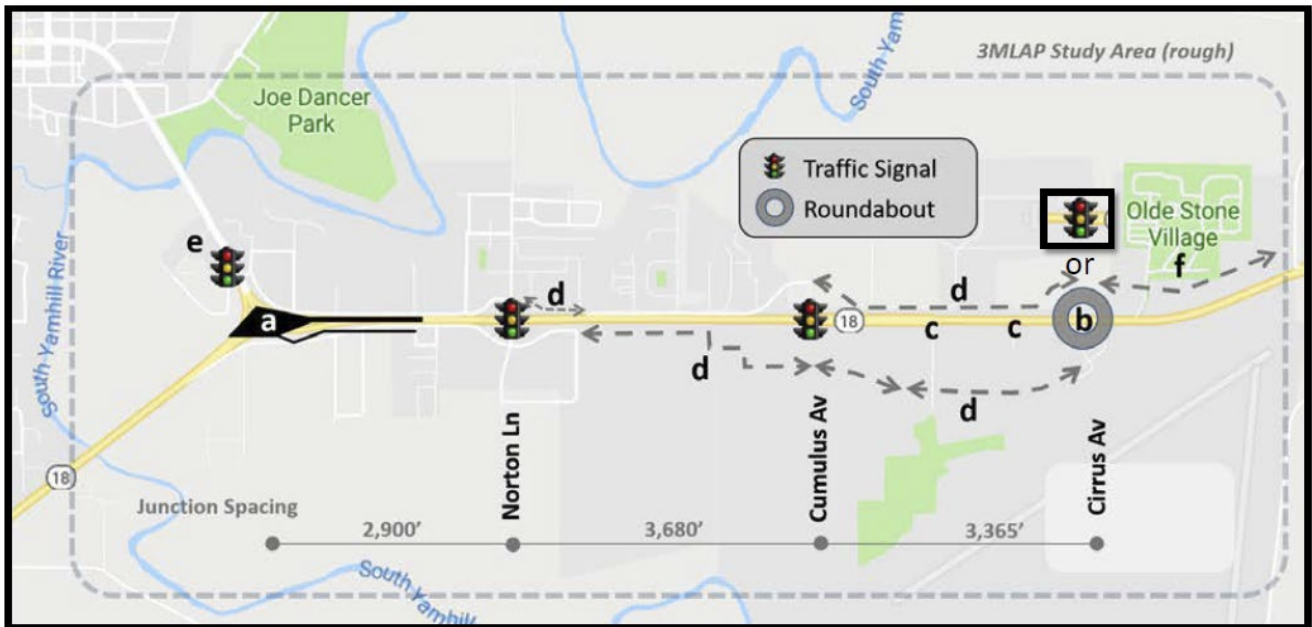 3MLAP Study Area (rough)
South Yam
Joe Dancer
Park
Traffic Signal
Roundabout
Olde Stone
Village
or
e
f
d
d
a
18
b
c
c
d
d
South Yamhill River
18
Norton Ln
Cumulus Av
Cirrus Av
Junction Spacing
2,900’
3,680’
3,365’
South Yamhill